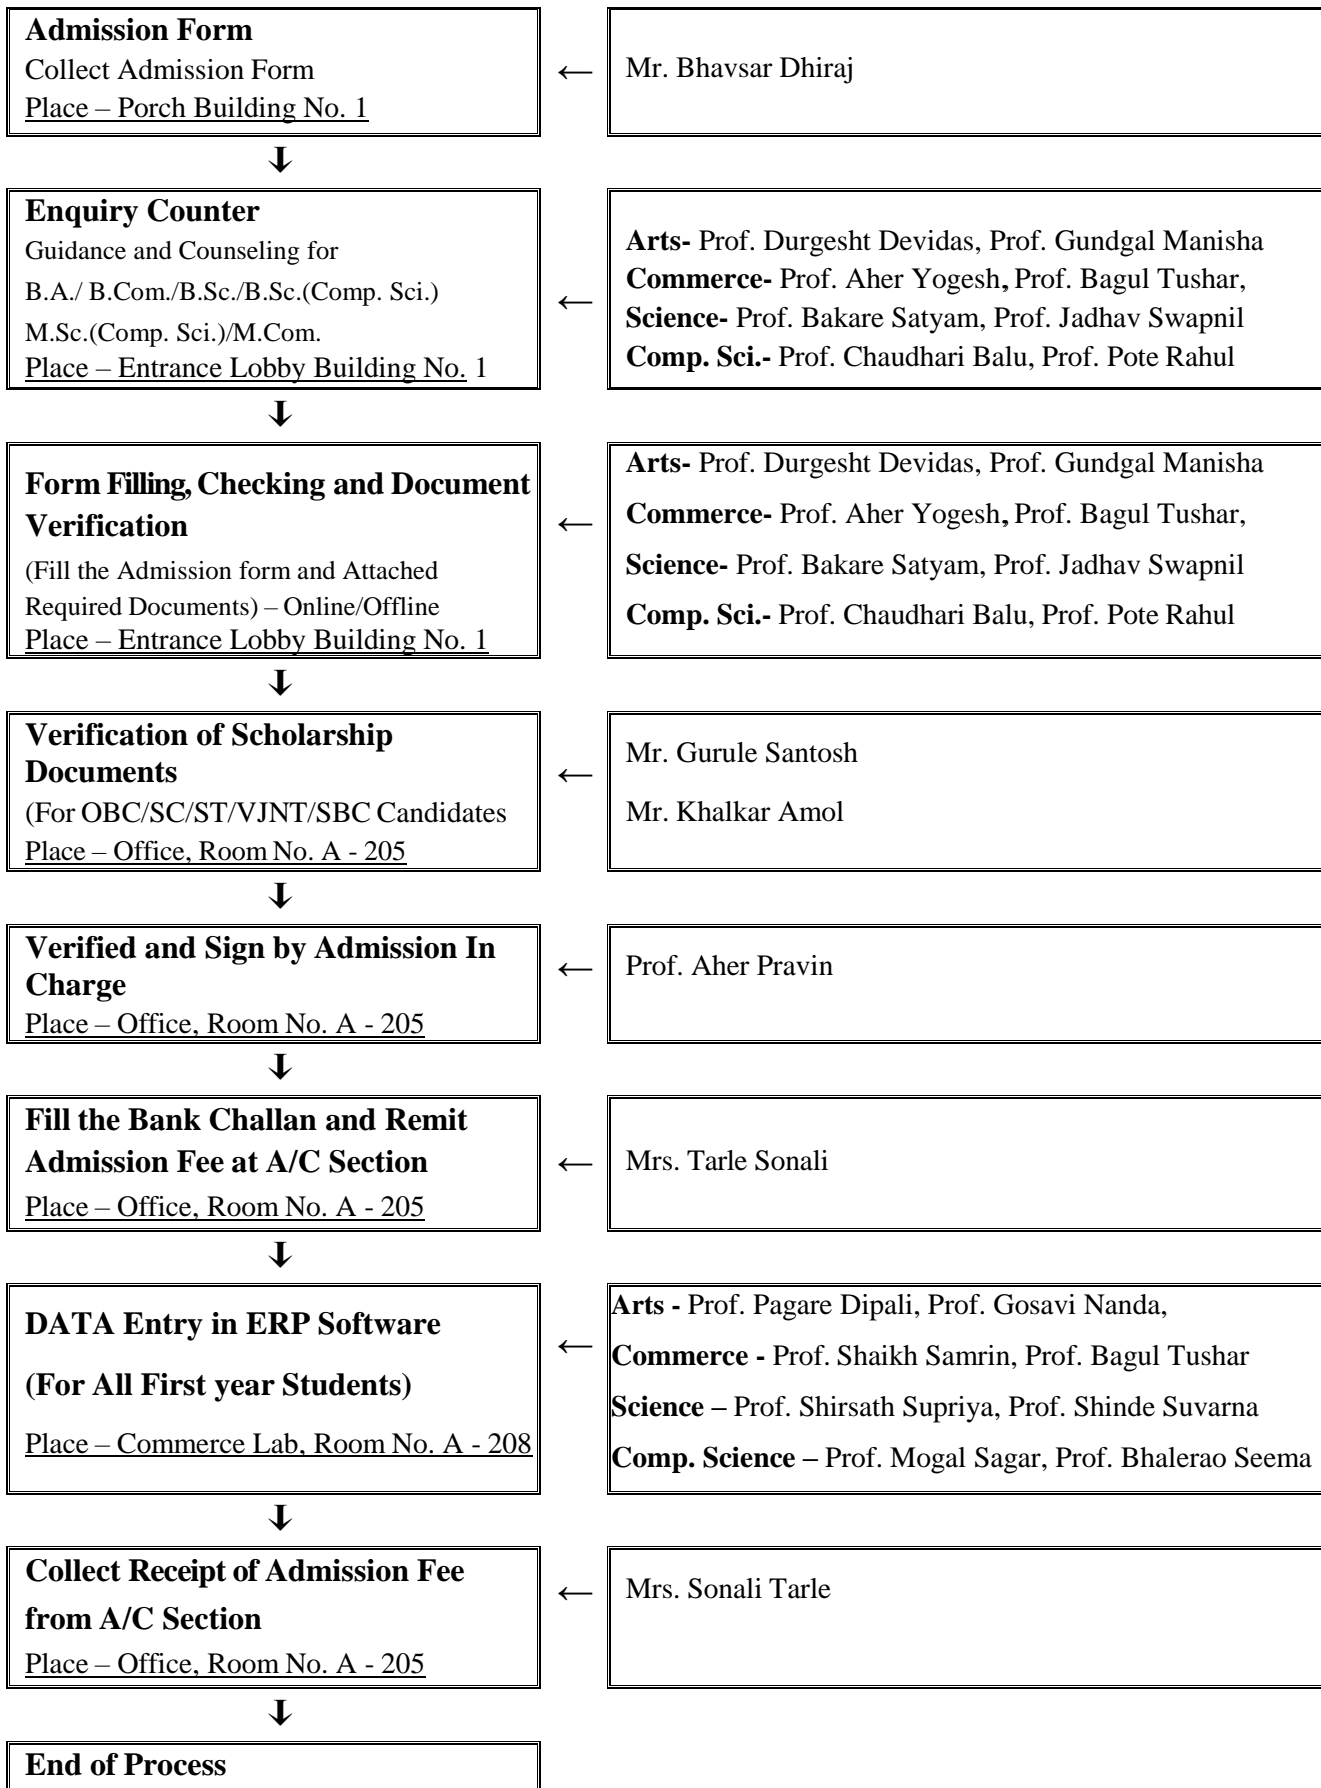 Admission Form
Collect Admission Form
Place – Porch Building No. 1
←
Mr. Bhavsar Dhiraj
Enquiry Counter
Guidance and Counseling for
B.A./ B.Com./B.Sc./B.Sc.(Comp. Sci.)
M.Sc.(Comp. Sci.)/M.Com.
Place – Entrance Lobby Building No. 1
←
Arts- Prof. Durgesht Devidas, Prof. Gundgal Manisha
Commerce- Prof. Aher Yogesh, Prof. Bagul Tushar,
Science- Prof. Bakare Satyam, Prof. Jadhav Swapnil
Comp. Sci.- Prof. Chaudhari Balu, Prof. Pote Rahul
Form Filling, Checking and Document
Verification
(Fill the Admission form and Attached
Required Documents) – Online/Offline
Place – Entrance Lobby Building No. 1
←
Arts- Prof. Durgesht Devidas, Prof. Gundgal Manisha
Commerce- Prof. Aher Yogesh, Prof. Bagul Tushar,
Science- Prof. Bakare Satyam, Prof. Jadhav Swapnil
Comp. Sci.- Prof. Chaudhari Balu, Prof. Pote Rahul
Verification of Scholarship
Documents
(For OBC/SC/ST/VJNT/SBC Candidates
Place – Office, Room No. A - 205
←
Mr. Gurule Santosh
Mr. Khalkar Amol
Verified and Sign by Admission In
Charge
Place – Office, Room No. A - 205
←
Prof. Aher Pravin
Fill the Bank Challan and Remit
Admission Fee at A/C Section
Place – Office, Room No. A - 205
←
Mrs. Tarle Sonali
DATA Entry in ERP Software
(For All First year Students)
Place – Commerce Lab, Room No. A - 208
←
Arts - Prof. Pagare Dipali, Prof. Gosavi Nanda,
Commerce - Prof. Shaikh Samrin, Prof. Bagul Tushar
Science – Prof. Shirsath Supriya, Prof. Shinde Suvarna
Comp. Science – Prof. Mogal Sagar, Prof. Bhalerao Seema
Collect Receipt of Admission Fee
from A/C Section
Place – Office, Room No. A - 205
←
Mrs. Sonali Tarle
End of Process